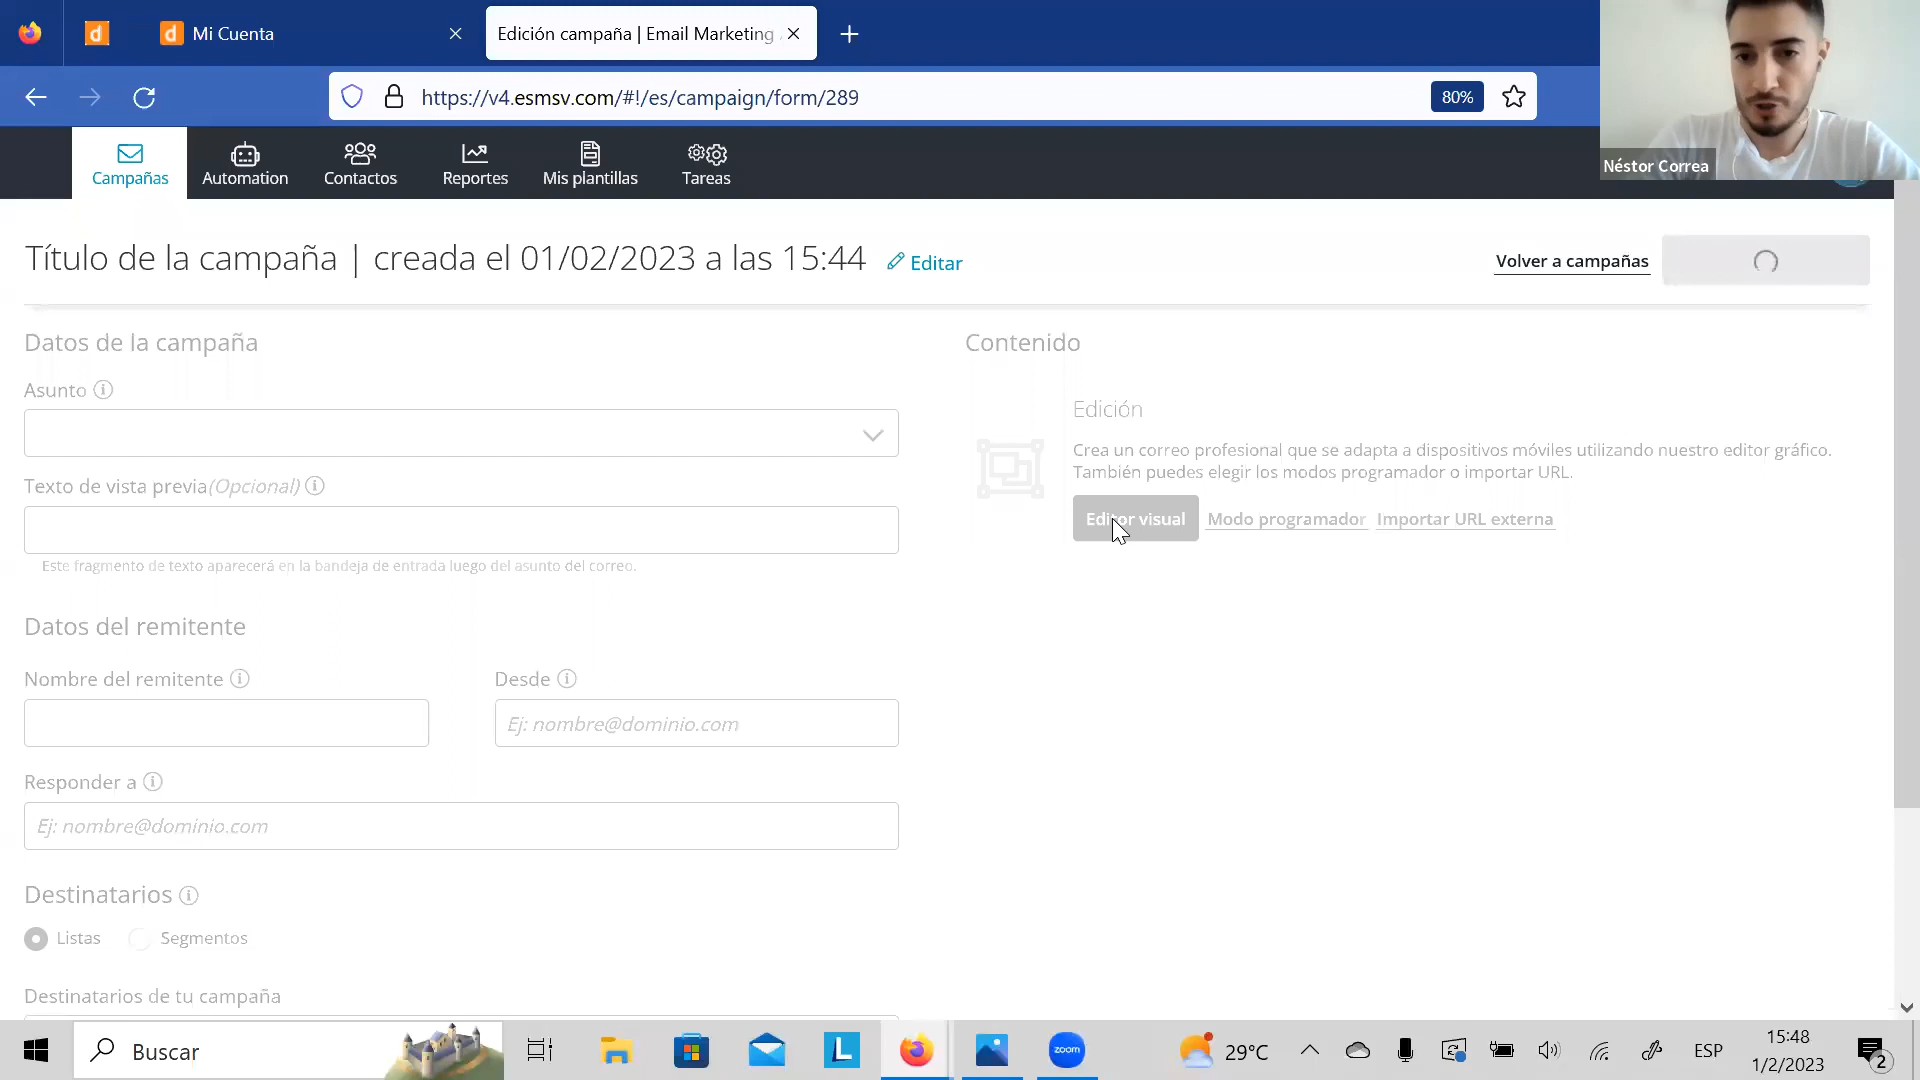 Mi Cuenta
Edición campaña | Email Marketing
https://v4.esmsv.com/#!/es/campaign/form/289
80%
Néstor Correa
Campañas
Automation
Contactos
Reportes
Mis plantillas
Tareas
Título de la campaña | creada el 01/02/2023 a las 15:44
Editar
Volver a campañas
Datos de la campaña
Asunto
Texto de vista previa(Opcional)
Este fragmento de texto aparecerá en la bandeja de entrada luego del asunto del correo.
Datos del remitente
Nombre del remitente
Desde
Ej: nombre@dominio.com
Responder a
Ej: nombre@dominio.com
Destinatarios
Listas
Segmentos
Destinatarios de tu campaña
Contenido
Edición
Crea un correo profesional que se adapta a dispositivos móviles utilizando nuestro editor gráfico.
También puedes elegir los modos programador o importar URL.
Editor visual
Modo programador
Importar URL externa
Buscar
L
zoom
29°C
ESP
15:48
1/2/2023
2